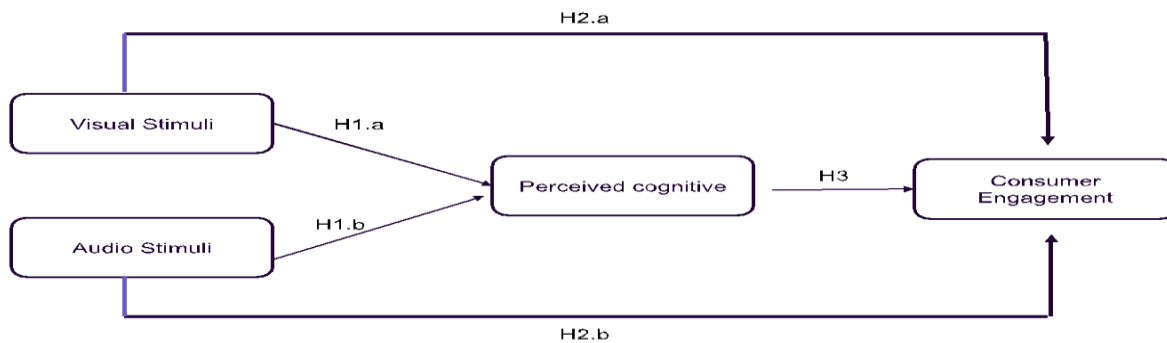 H2.a
Visual Stimuli
H1.a
Perceived cognitive
H3
Consumer
Engagement
H1.b
Audio Stimuli
H2.b